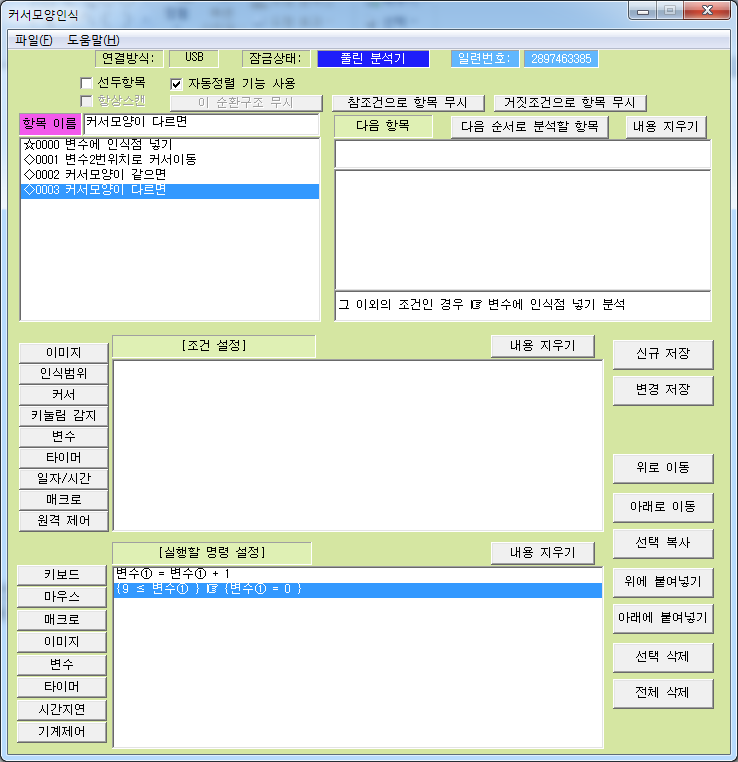 커서모양인식
파일(F) 도움말(H)
연결방식: USB 잠금상태: 풀린 분석기 일련번호: 2897463385
선두항목 자동정렬 기능 사용
항상스캔 이 순환구조 무시 참조건으로 항목 무시 거짓조건으로 항목 무시
항목 이름 커서모양이 다르면 다음 항목 다음 순서로 분석할 항목 내용 지우기
☆0000 변수에 인식점 넣기
◇0001 변수2번위치로 커서이동
◇0002 커서모양이 같으면
◇0003 커서모양이 다르면
그 이외의 조건인 경우 ☞ 변수에 인식점 넣기 분석
[조건 설정] 내용 지우기
이미지
인식범위
커서
키눌림 감지
변수
타이머
일자/시간
매크로
원격 제어
신규 저장
변경 저장
위로 이동
아래로 이동
선택 복사
위에 붙여넣기
아래에 붙여넣기
선택 삭제
전체 삭제
[실행할 명령 설정] 내용 지우기
변수① = 변수① + 1
{9 ≤ 변수① } ☞ {변수① = 0 }
키보드
마우스
매크로
이미지
변수
타이머
시간지연
기계제어